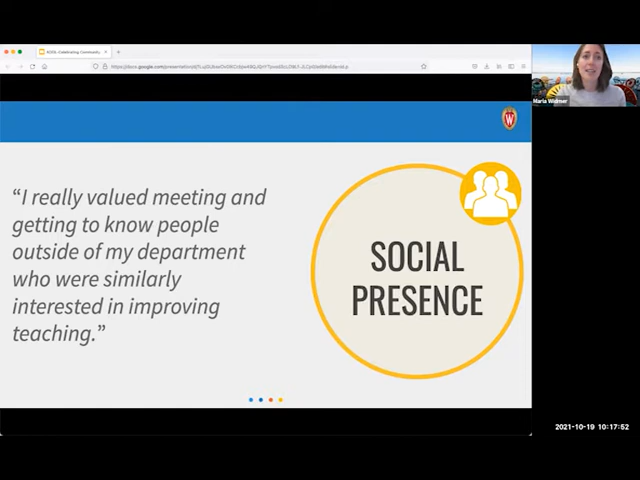 Maria Widmer
W
“I really valued meeting and
getting to know people
outside of my department
who were similarly
interested in improving
teaching.”
SOCIAL
PRESENCE
2021-10-19 10:17:52